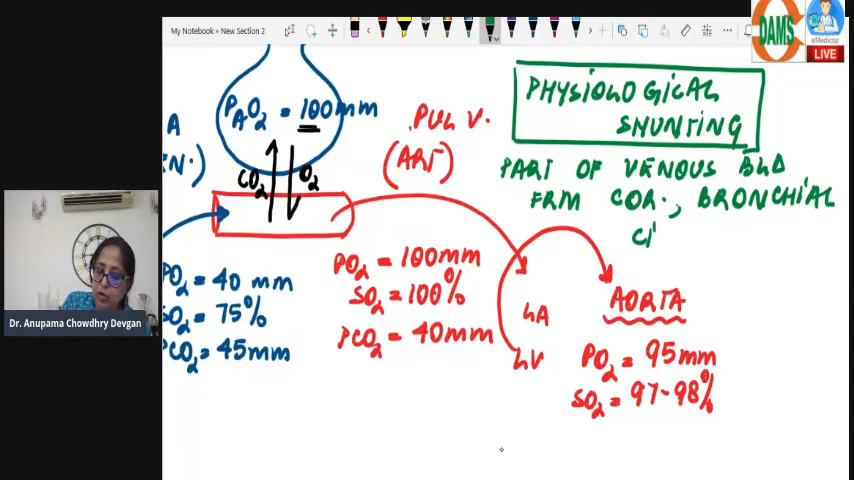 My Notebook » New Section 2
DAMS
eMedicoz
LIVE
PAO2 = 100mm
CO2
O2
A
EN.)
PUL V.
(ART)
PHYSIOLOGICAL
SHUNTING
PART OF VENOUS BLD
FRM COR., BRONCHIAL
CI
PO2 = 40 mm
SO2 = 75%
PCO2 = 45mm
PO2 = 100mm
SO2 = 100%
PCO2 = 40mm
LA
LV
AORTA
PO2 = 95mm
SO2 = 97-98%
Dr. Anupama Chowdhry Devgan